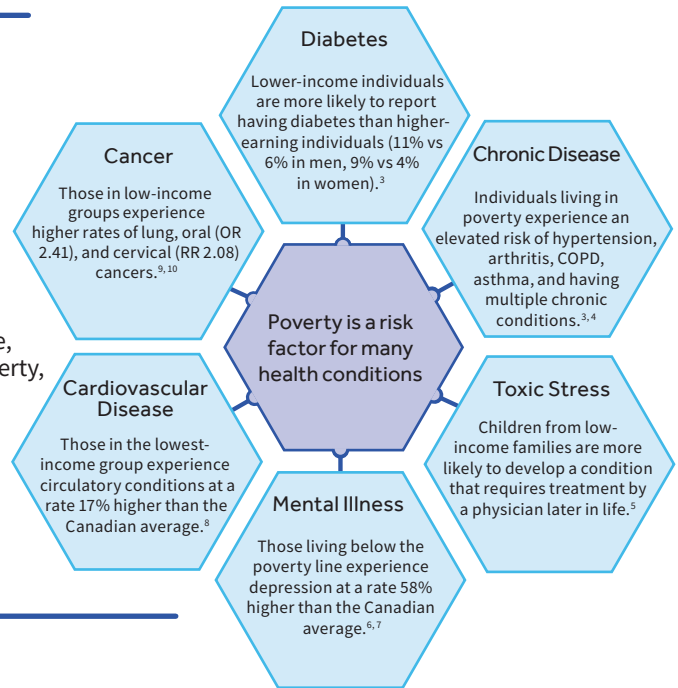 Diabetes
Lower-income individuals
are more likely to report
having diabetes than higher-
earning individuals (11% vs
6% in men, 9% vs 4%
in women).3
Cancer
Those in low-income
groups experience
higher rates of lung, oral (OR
2.41), and cervical (RR 2.08)
cancers.9, 10
Chronic Disease
Individuals living in
poverty experience an
elevated risk of hypertension,
arthritis, COPD,
asthma, and having
multiple chronic
conditions.3, 4
Poverty is a risk
factor for many
health conditions
e,
erty,
Cardiovascular
Disease
Those in the lowest-
income group experience
circulatory conditions at a
rate 17% higher than the
Canadian average.8
Toxic Stress
Children from low-
income families are more
likely to develop a condition
that requires treatment by
a physician later in life.5
Mental Illness
Those living below the
poverty line experience
depression at a rate 58%
higher than the Canadian
average.6,7